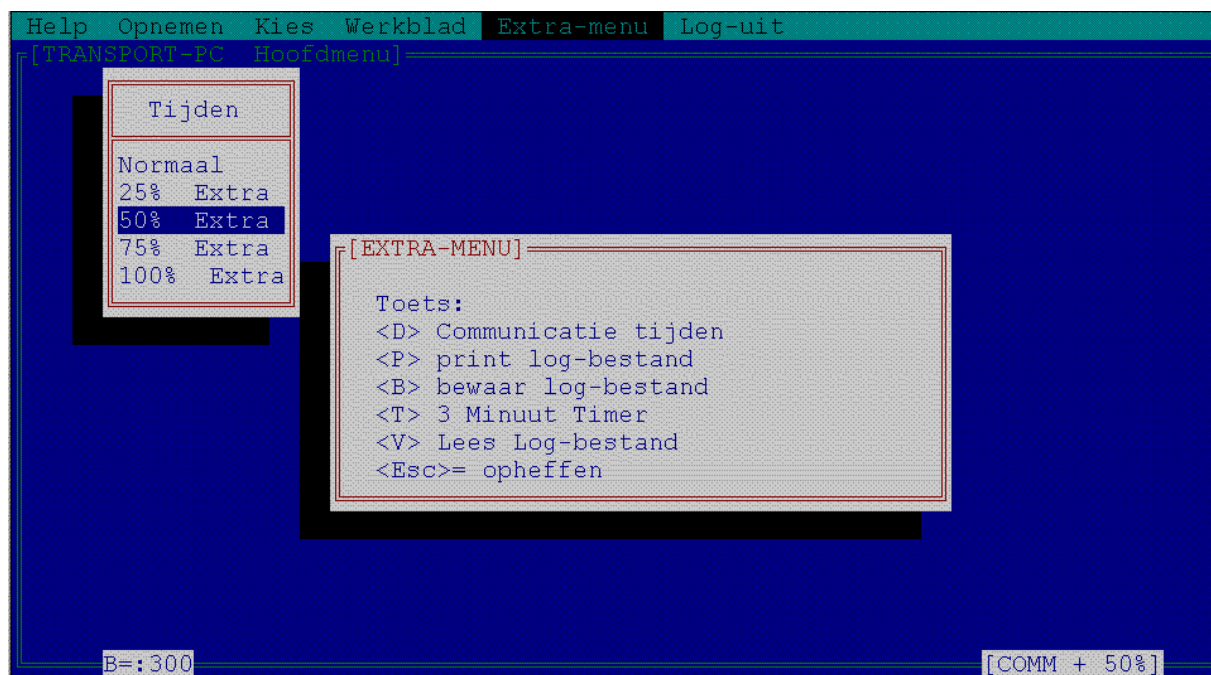 Help Opnemen Kies Werkblad Extra-menu Log-uit
[TRANSPORT-PC Hoofdmenu]
Tijden
Normaal
25% Extra
50% Extra
75% Extra
100% Extra
[EXTRA-MENU]
Toets:
<D> Communicatie tijden
<P> print log-bestand
<B> bewaar log-bestand
<T> 3 Minuut Timer
<V> Lees Log-bestand
<Esc>= opheffen
B=:300
[COMM + 50%]